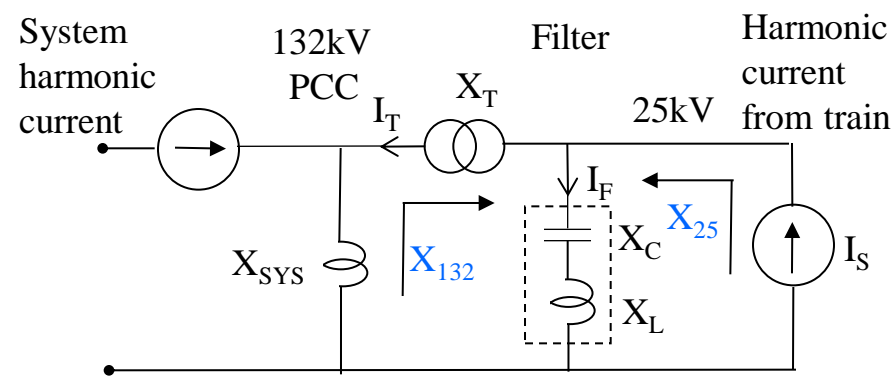 System
harmonic
current
132kV
PCC
I_T
X_T
Filter
25kV
Harmonic
current
from train
I_F
X_C
X_25
X_132
X_SYS
X_L
I_S